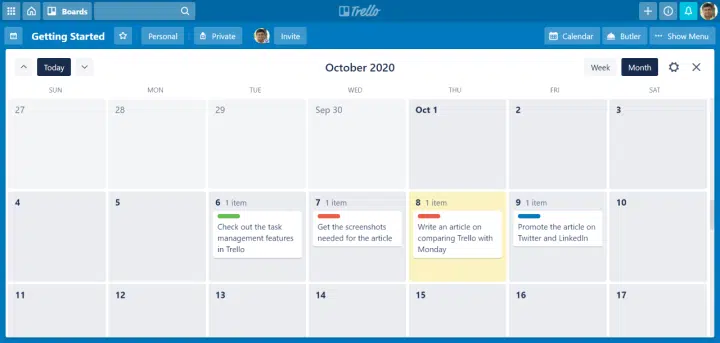 Boards
Trello
Getting Started
Personal
Private
Invite
Calendar
Butler
Show Menu
Today
October 2020
Week
Month
SUN MON TUE WED THU FRI SAT
27 28 29 Sep 30 Oct 1 2 3
4 5 6 1 item 7 1 item 8 1 item 9 1 item 10
Check out the task
management features
in Trello
Get the screenshots
needed for the article
Write an article on
comparing Trello with
Monday
Promote the article on
Twitter and LinkedIn
11 12 13 14 15 16 17